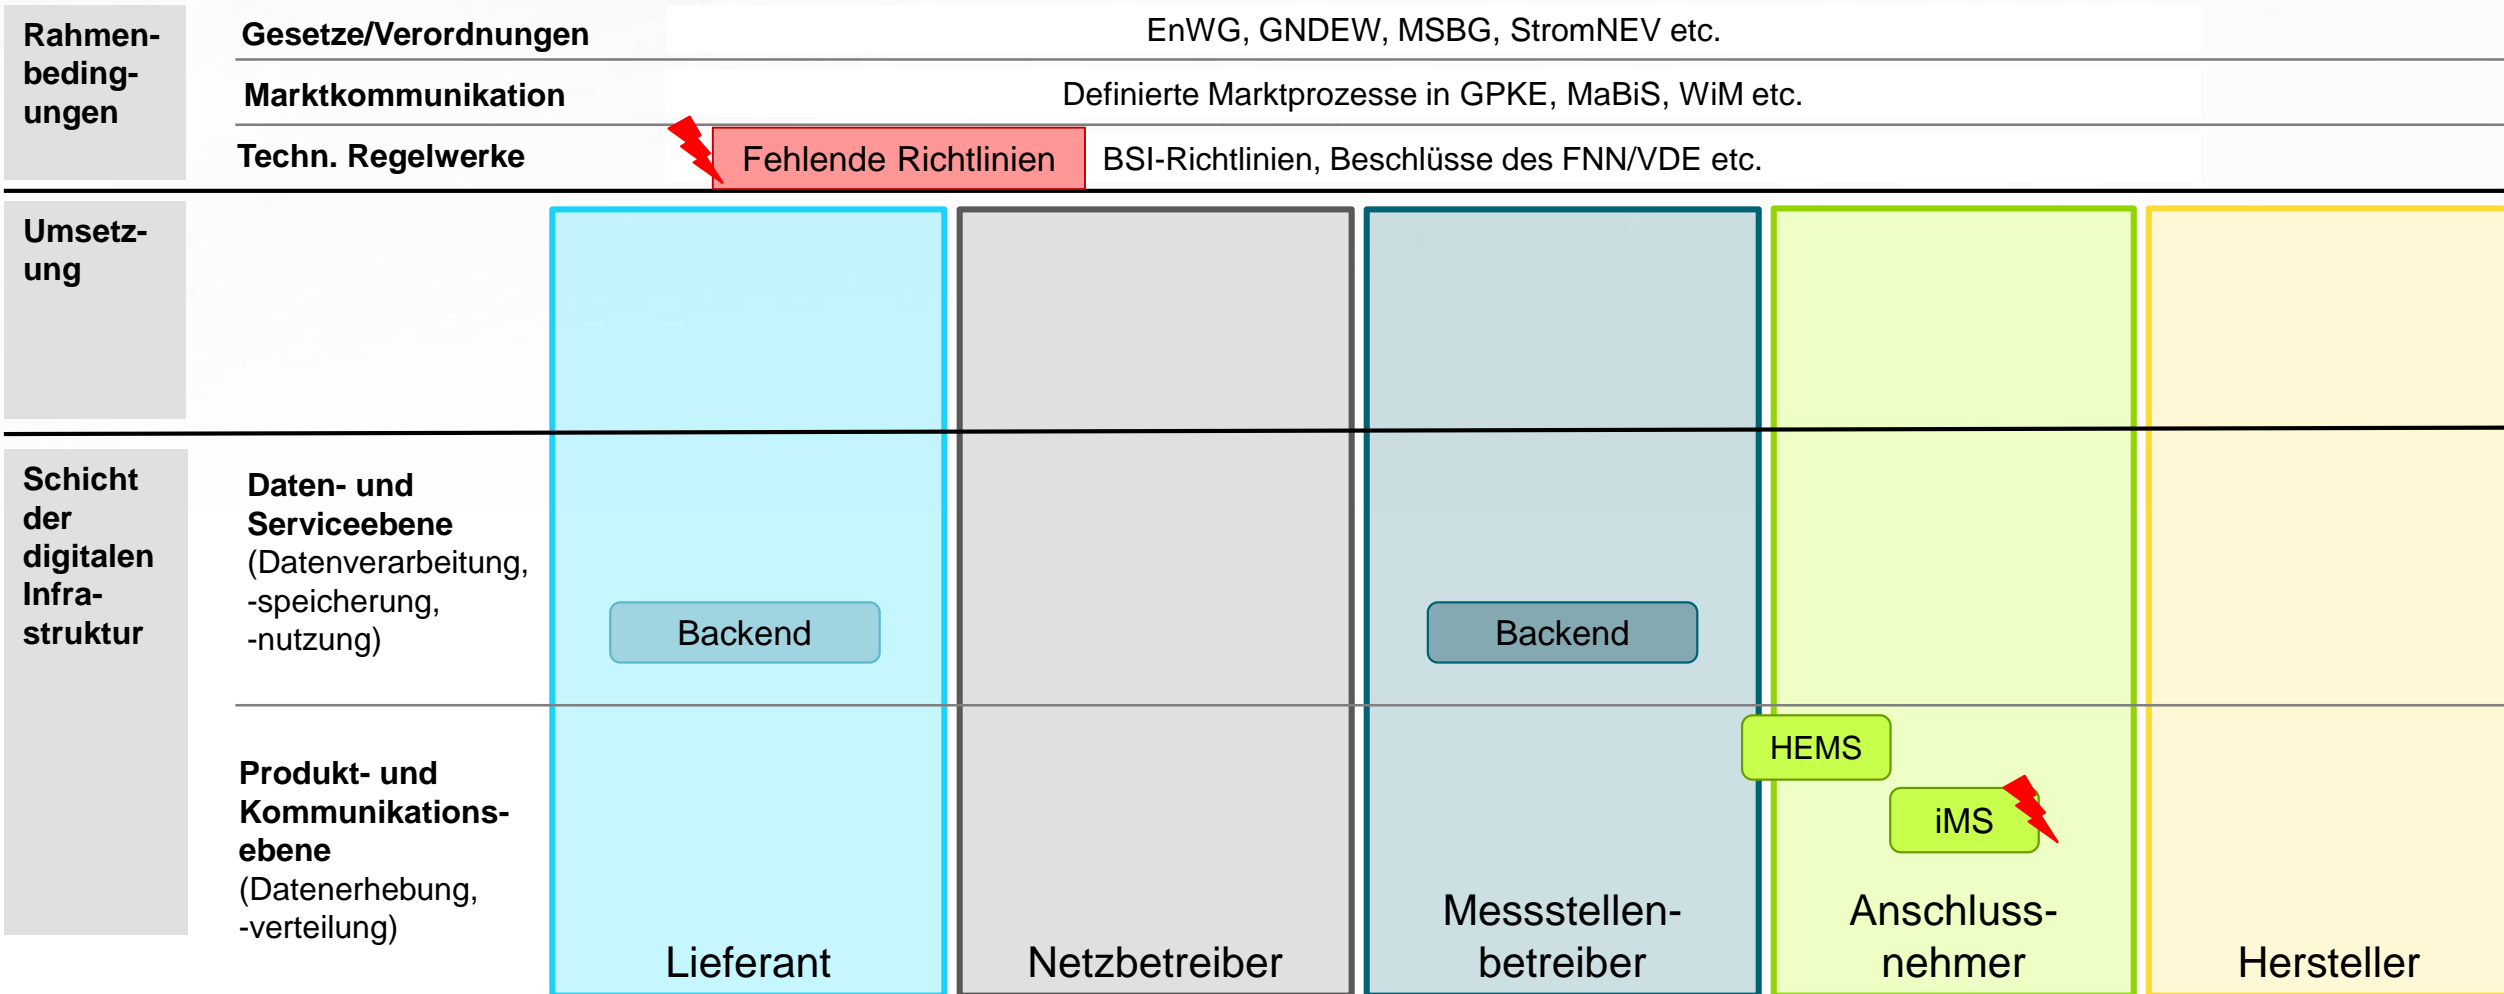 Rahmen-
beding-
ungen
Gesetze/Verordnungen
EnWG, GNDEW, MSBG, StromNEV etc.
Marktkommunikation
Definierte Marktprozesse in GPKE, MaBiS, WiM etc.
Techn. Regelwerke
Fehlende Richtlinien
BSI-Richtlinien, Beschlüsse des FNN/VDE etc.
Umsetz-
ung
Schicht
der
digitalen
Infra-
struktur
Daten- und
Serviceebene
(Datenverarbeitung,
-speicherung,
-nutzung)
Backend
Backend
Produkt- und
Kommunikations-
ebene
(Datenerhebung,
-verteilung)
HEMS
iMS
Lieferant
Netzbetreiber
Messstellen-
betreiber
Anschluss-
nehmer
Hersteller